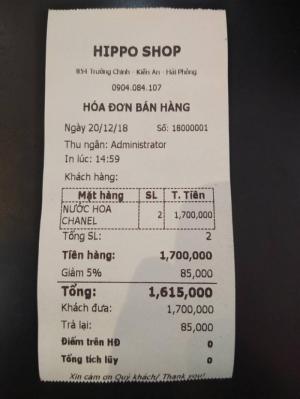 HIPPO SHOP
854 Trường Chinh - Kiến An - Hải Phòng
0904.084.107
HÓA ĐƠN BÁN HÀNG
Ngày 20/12/18 Số: 18000001
Thu ngân: Administrator
In lúc: 14:59
Khách hàng:
Mặt hàng SL T. Tiền
NƯỚC HOA CHANEL 2 1,700,000
Tổng SL: 2
Tiền hàng: 1,700,000
Giảm 5% 85,000
Tổng: 1,615,000
Khách đưa: 1,700,000
Trả lại: 85,000
Điểm trên HĐ 0
Tổng tích lũy 0
Xin cảm ơn Quý khách/ Thank you!